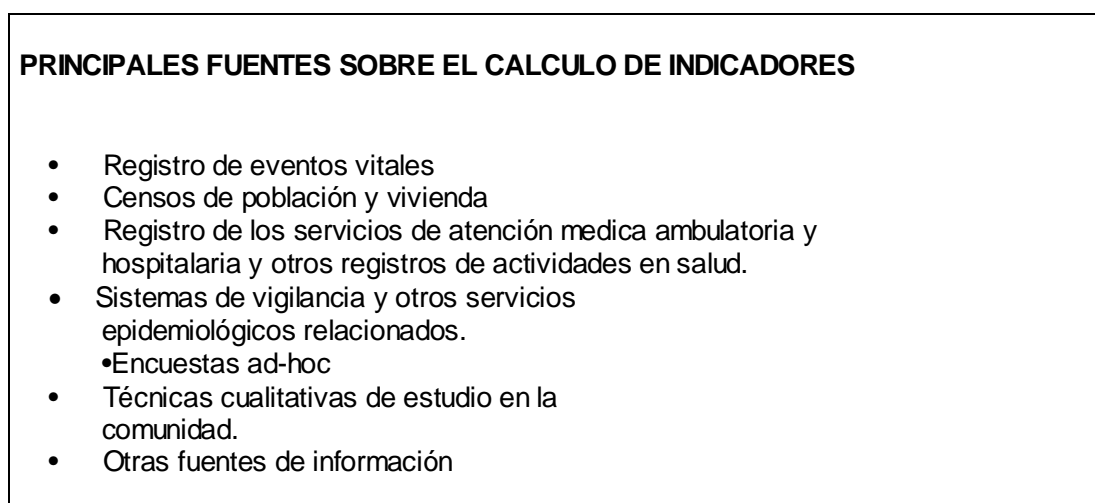 PRINCIPALES FUENTES SOBRE EL CALCULO DE INDICADORES
• Registro de eventos vitales
• Censos de población y vivienda
• Registro de los servicios de atención medica ambulatoria y
hospitalaria y otros registros de actividades en salud.
• Sistemas de vigilancia y otros servicios
epidemiológicos relacionados.
•Encuestas ad-hoc
• Técnicas cualitativas de estudio en la
comunidad.
• Otras fuentes de información